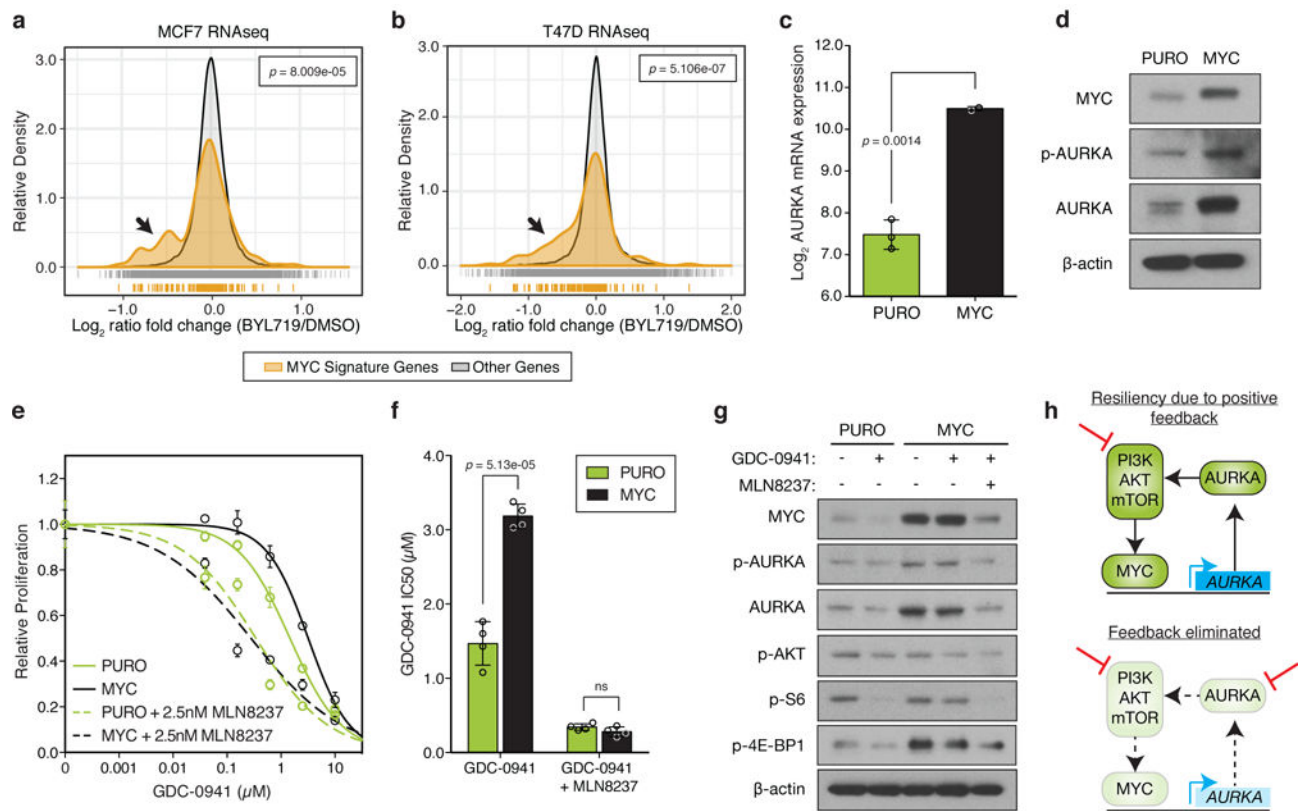 a
MCF7 RNAseq
p = 8.009e-05
Relative Density
3.0
2.0
1.0
0.0
-1.0 0.0 1.0
Log2 ratio fold change (BYL719/DMSO)
b
T47D RNAseq
p = 5.106e-07
Relative Density
3.0
2.0
1.0
0.0
-2.0 -1.0 0.0 1.0 2.0
Log2 ratio fold change (BYL719/DMSO)
MYC Signature Genes Other Genes
c
Log2 AURKA mRNA expression
12.0
11.0
10.0
9.0
8.0
7.0
6.0
p = 0.0014
PURO MYC
d
PURO MYC
MYC
p-AURKA
AURKA
β-actin
e
Relative Proliferation
1.2
1.0
0.8
0.6
0.4
0.2
0.0
PURO
MYC
PURO + 2.5nM MLN8237
MYC + 2.5nM MLN8237
0 0.001 0.01 0.1 1 10
GDC-0941 (µM)
f
GDC-0941 IC50 (µM)
4.0
3.0
2.0
1.0
0.0
p = 5.13e-05
PURO
MYC
ns
GDC-0941 GDC-0941
+ MLN8237
g
PURO MYC
GDC-0941: - + - + +
MLN8237: - - - - +
MYC
p-AURKA
AURKA
p-AKT
p-S6
p-4E-BP1
β-actin
h
Resiliency due to positive
feedback
PI3K
AKT
mTOR
AURKA
MYC
AURKA
Feedback eliminated
PI3K
AKT
mTOR
AURKA
MYC
AURKA